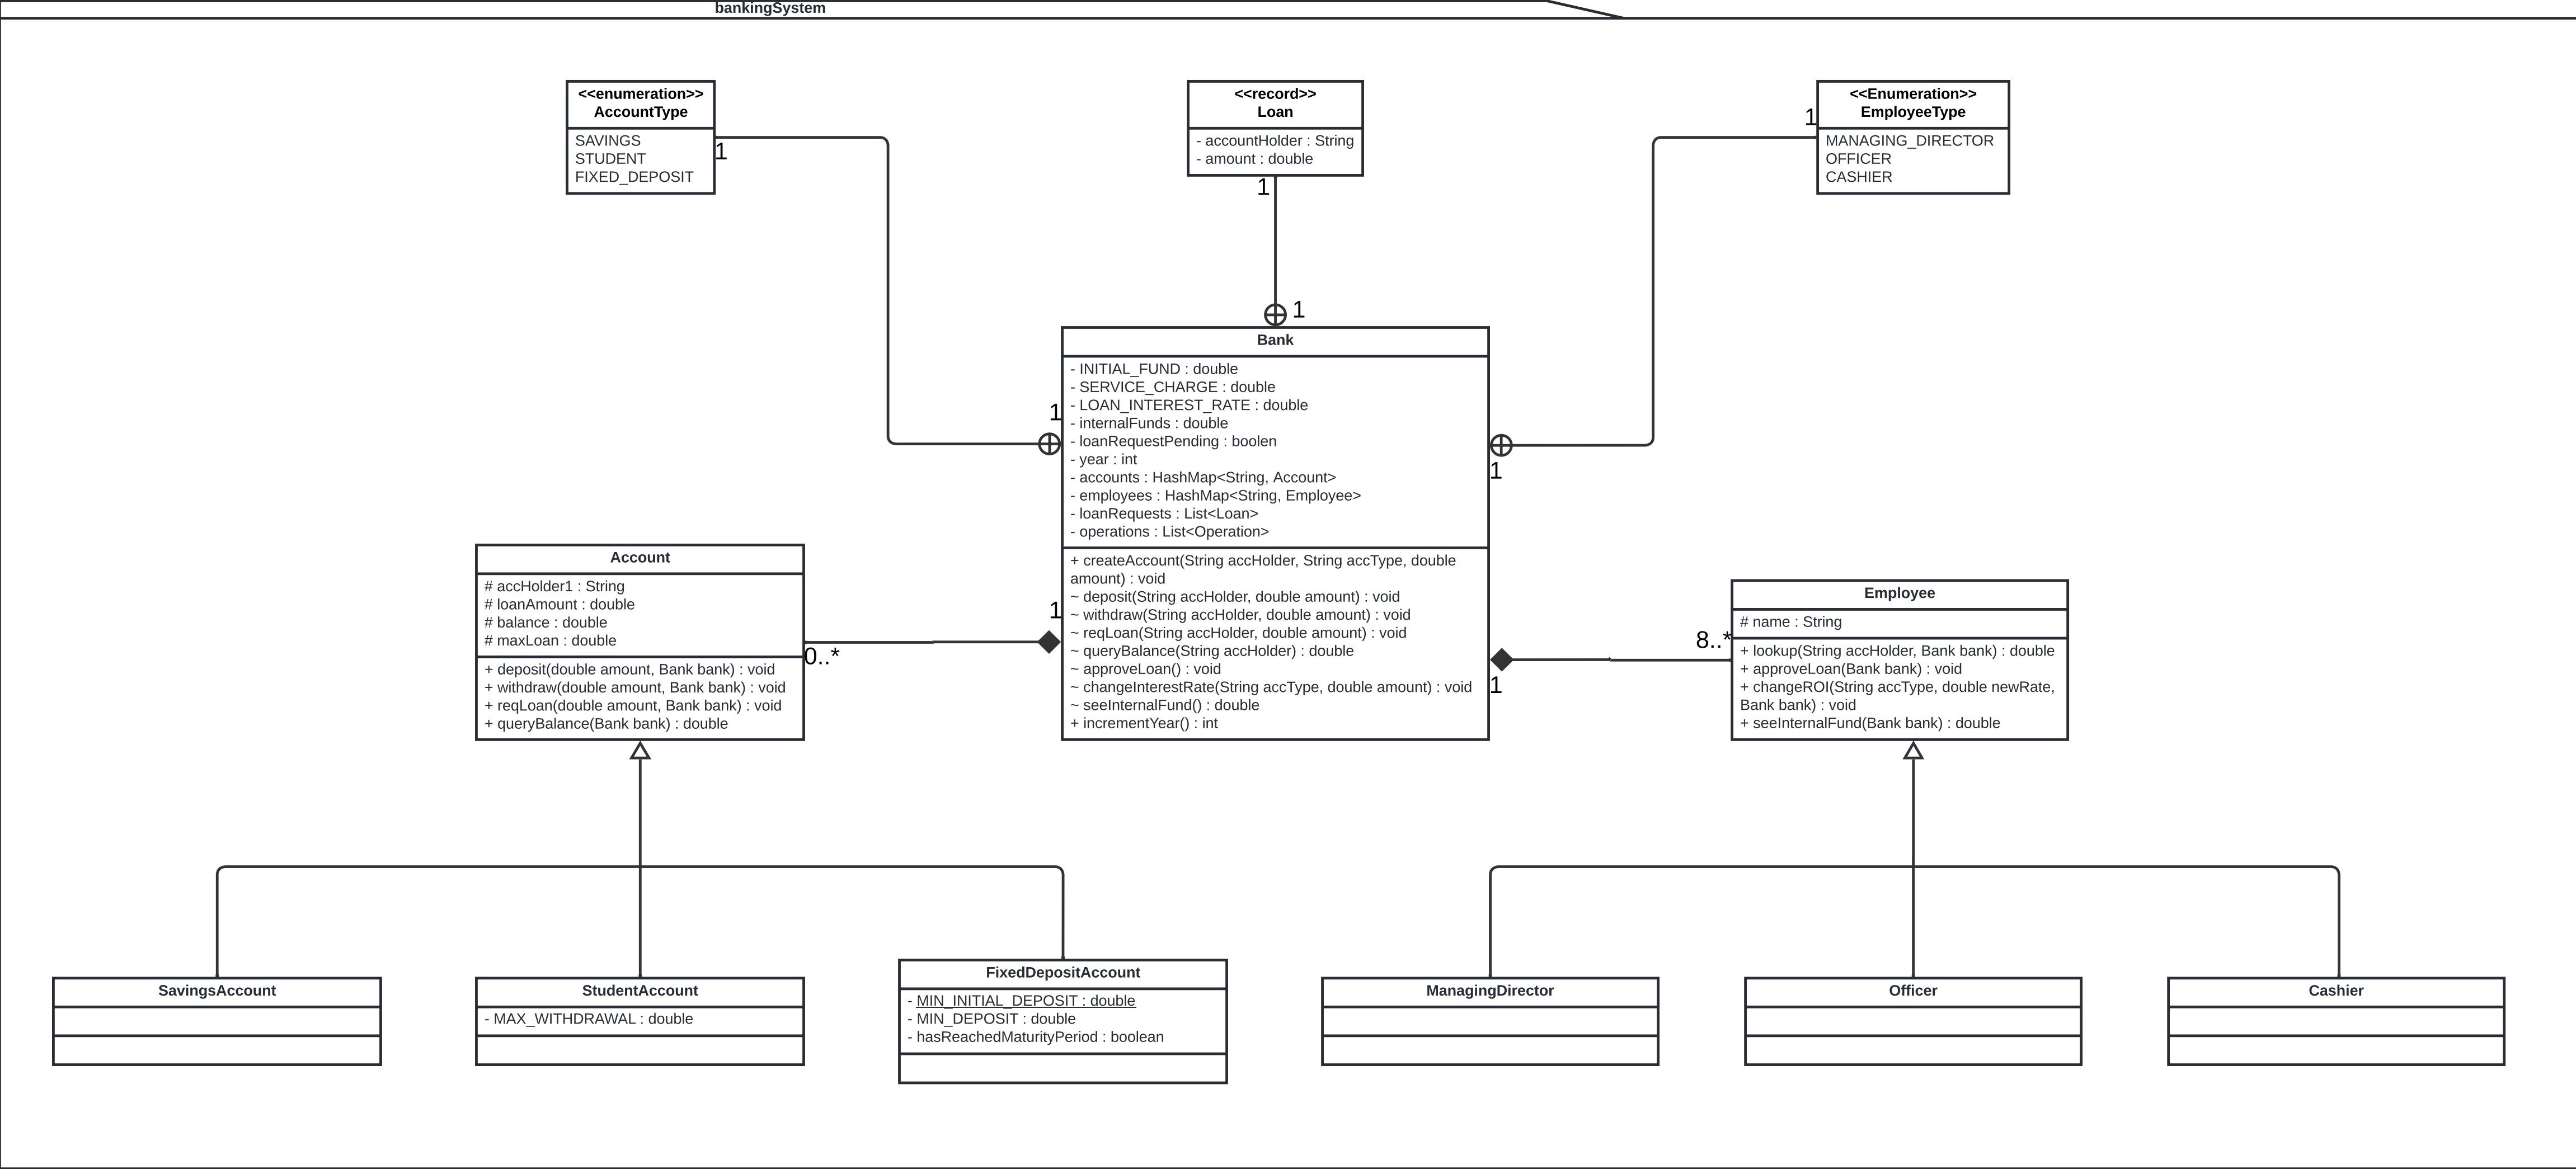 bankingSystem
<<enumeration>>
AccountType
SAVINGS
STUDENT
FIXED_DEPOSIT
1
<<record>>
Loan
- accountHolder : String
- amount : double
1
<<Enumeration>>
EmployeeType
MANAGING_DIRECTOR
OFFICER
CASHIER
1
1
Bank
- INITIAL_FUND : double
- SERVICE_CHARGE : double
- LOAN_INTEREST_RATE : double
- internalFunds : double
- loanRequestPending : boolen
- year : int
- accounts : HashMap<String, Account>
- employees : HashMap<String, Employee>
- loanRequests : List<Loan>
- operations : List<Operation>
+ createAccount(String accHolder, String accType, double
amount) : void
~ deposit(String accHolder, double amount) : void
~ withdraw(String accHolder, double amount) : void
~ reqLoan(String accHolder, double amount) : void
~ queryBalance(String accHolder) : double
~ approveLoan() : void
~ changeInterestRate(String accType, double amount) : void
~ seeInternalFund() : double
+ incrementYear() : int
1
1
1
1
Account
# accHolder1 : String
# loanAmount : double
# balance : double
# maxLoan : double
+ deposit(double amount, Bank bank) : void
+ withdraw(double amount, Bank bank) : void
+ reqLoan(double amount, Bank bank) : void
+ queryBalance(Bank bank) : double
0..*
8..*
Employee
# name : String
+ lookup(String accHolder, Bank bank) : double
+ approveLoan(Bank bank) : void
+ changeROI(String accType, double newRate,
Bank bank) : void
+ seeInternalFund(Bank bank) : double
SavingsAccount
StudentAccount
- MAX_WITHDRAWAL : double
FixedDepositAccount
- MIN_INITIAL_DEPOSIT : double
- MIN_DEPOSIT : double
- hasReachedMaturityPeriod : boolean
ManagingDirector
Officer
Cashier